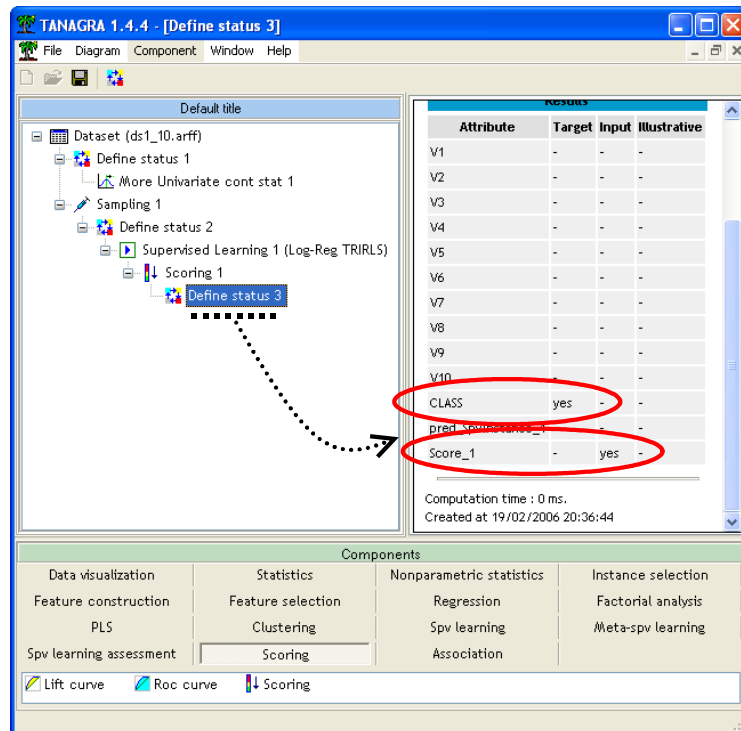 TANAGRA 1.4.4 - [Define status 3]
File Diagram Component Window Help
Default title
Dataset (ds1_10.arff)
Define status 1
More Univariate cont stat 1
Sampling 1
Define status 2
Supervised Learning 1 (Log-Reg TRIRLS)
Scoring 1
Define status 3
Results
Attribute Target Input Illustrative
V1 - - -
V2 - - -
V3 - - -
V4 - - -
V5 - - -
V6 - - -
V7 - - -
V8 - - -
V9 - - -
V10 - - -
CLASS yes - -
pred_SpvInstance_1 - - -
Score_1 - yes -
Computation time : 0 ms.
Created at 19/02/2006 20:36:44
Components
Data visualization Statistics Nonparametric statistics Instance selection
Feature construction Feature selection Regression Factorial analysis
PLS Clustering Spv learning Meta-spv learning
Spv learning assessment Scoring Association
Lift curve Roc curve Scoring